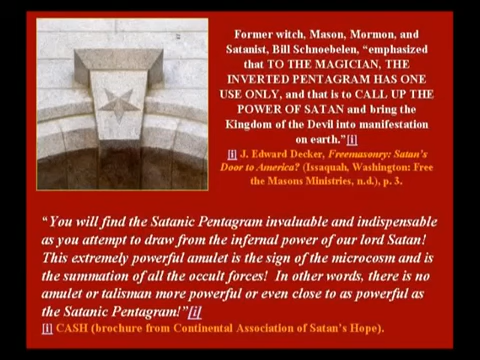 Former witch, Mason, Mormon, and
Satanist, Bill Schnoebelen, “emphasized
that TO THE MAGICIAN, THE
INVERTED PENTAGRAM HAS ONE
USE ONLY, and that is to CALL UP THE
POWER OF SATAN and bring the
Kingdom of the Devil into manifestation
on earth.”[i]
[i] J. Edward Decker, Freemasonry: Satan’s
Door to America? (Issaquah, Washington: Free
the Masons Ministries, n.d.), p. 3.
“You will find the Satanic Pentagram invaluable and indispensable
as you attempt to draw from the infernal power of our lord Satan!
This extremely powerful amulet is the sign of the microcosm and is
the summation of all the occult forces!  In other words, there is no
amulet or talisman more powerful or even close to as powerful as
the Satanic Pentagram!”[i]
[i] CASH (brochure from Continental Association of Satan’s Hope).